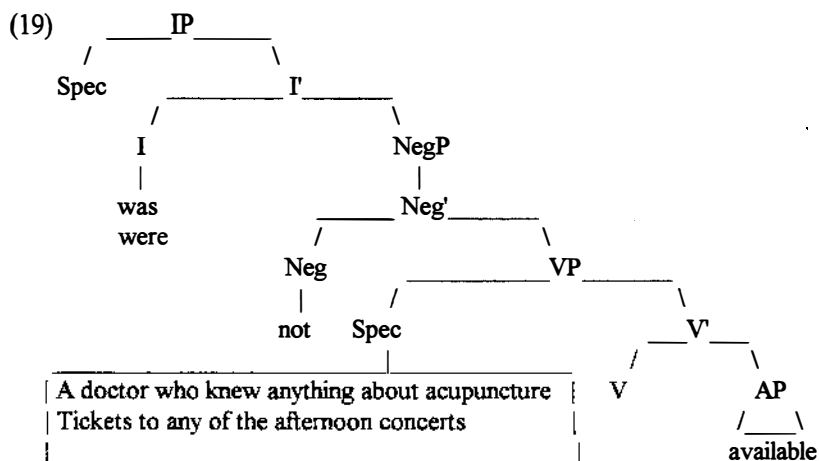 (19) IP
Spec I'
I NegP
was Neg'
were
Neg VP
not Spec V'
A doctor who knew anything about acupuncture V AP
Tickets to any of the afternoon concerts
available